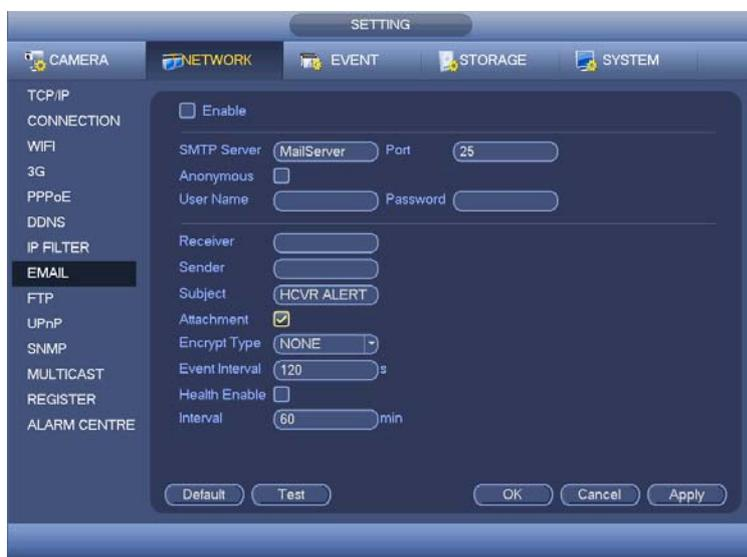 SETTING
CAMERA NETWORK EVENT STORAGE SYSTEM
TCP/IP
CONNECTION
WIFI
3G
PPPoE
DDNS
IP FILTER
EMAIL
FTP
UPnP
SNMP
MULTICAST
REGISTER
ALARM CENTRE
Enable
SMTP Server MailServer Port 25
Anonymous
User Name Password
Receiver
Sender
Subject HCVR ALERT
Attachment
Encrypt Type NONE
Event Interval 120 s
Health Enable
Interval 60 min
Default Test OK Cancel Apply